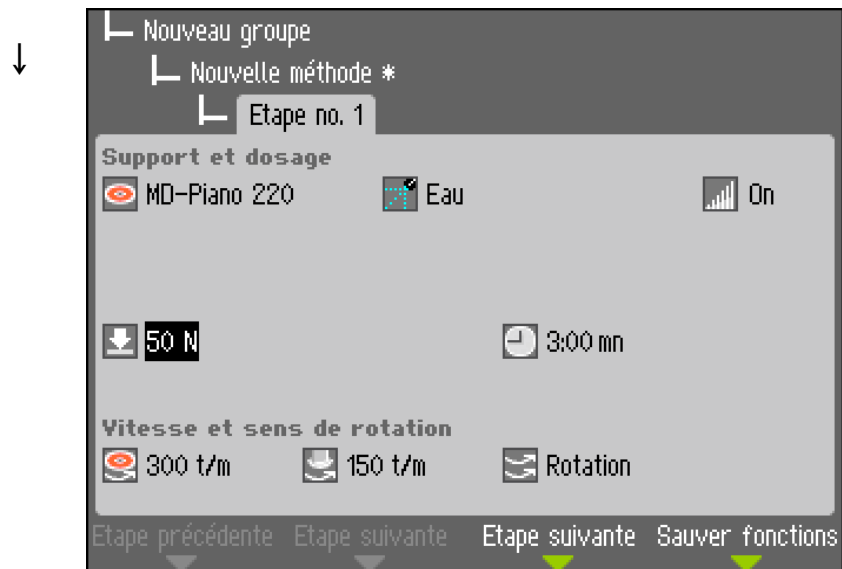 ↓
Nouveau groupe
Nouvelle méthode *
Etape no. 1
Support et dosage
MD-Piano 220 Eau On
50 N 3:00 mn
Vitesse et sens de rotation
300 t/m 150 t/m Rotation
Etape précédente Etape suivante Etape suivante Sauver fonctions